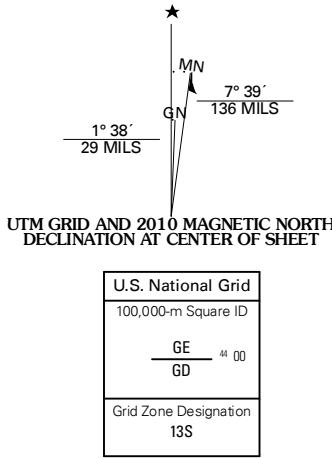 ★
MN
GN
7° 39´
136 MILS
1° 38´
29 MILS
UTM GRID AND 2010 MAGNETIC NORTH
DECLINATION AT CENTER OF SHEET
U.S. National Grid
100,000-m Square ID
GE
44 00
GD
Grid Zone Designation
13S